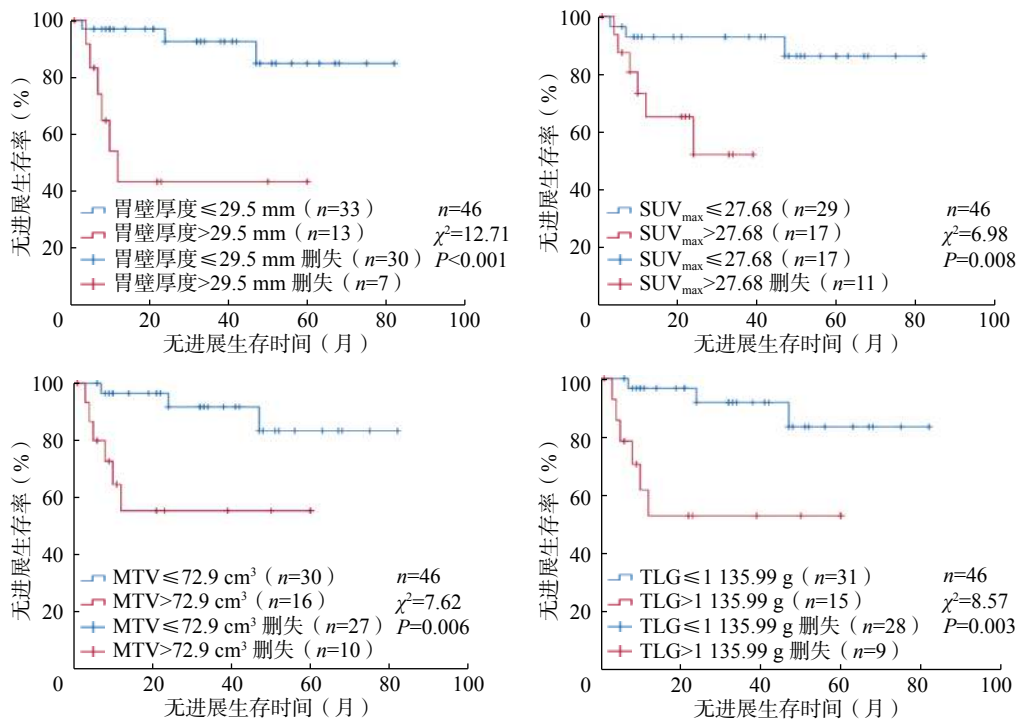 100
80
60
40
20
0
20
40
60
80
100
无进展生存率（%）
无进展生存时间（月）
胃壁厚度≤29.5 mm（n=33）
胃壁厚度>29.5 mm（n=13）
胃壁厚度≤29.5 mm 删失（n=30）
胃壁厚度>29.5 mm 删失（n=7）
n=46
χ²=12.71
P<0.001
100
80
60
40
20
0
20
40
60
80
100
无进展生存率（%）
无进展生存时间（月）
SUVmax≤27.68（n=29）
SUVmax>27.68（n=17）
SUVmax≤27.68（n=17）
SUVmax>27.68 删失（n=11）
n=46
χ²=6.98
P=0.008
100
80
60
40
20
0
20
40
60
80
100
无进展生存率（%）
无进展生存时间（月）
MTV≤72.9 cm³（n=30）
MTV>72.9 cm³（n=16）
MTV≤72.9 cm³ 删失（n=27）
MTV>72.9 cm³ 删失（n=10）
n=46
χ²=7.62
P=0.006
100
80
60
40
20
0
20
40
60
80
100
无进展生存率（%）
无进展生存时间（月）
TLG≤1 135.99 g（n=31）
TLG>1 135.99 g（n=15）
TLG≤1 135.99 g 删失（n=28）
TLG>1 135.99 g 删失（n=9）
n=46
χ²=8.57
P=0.003